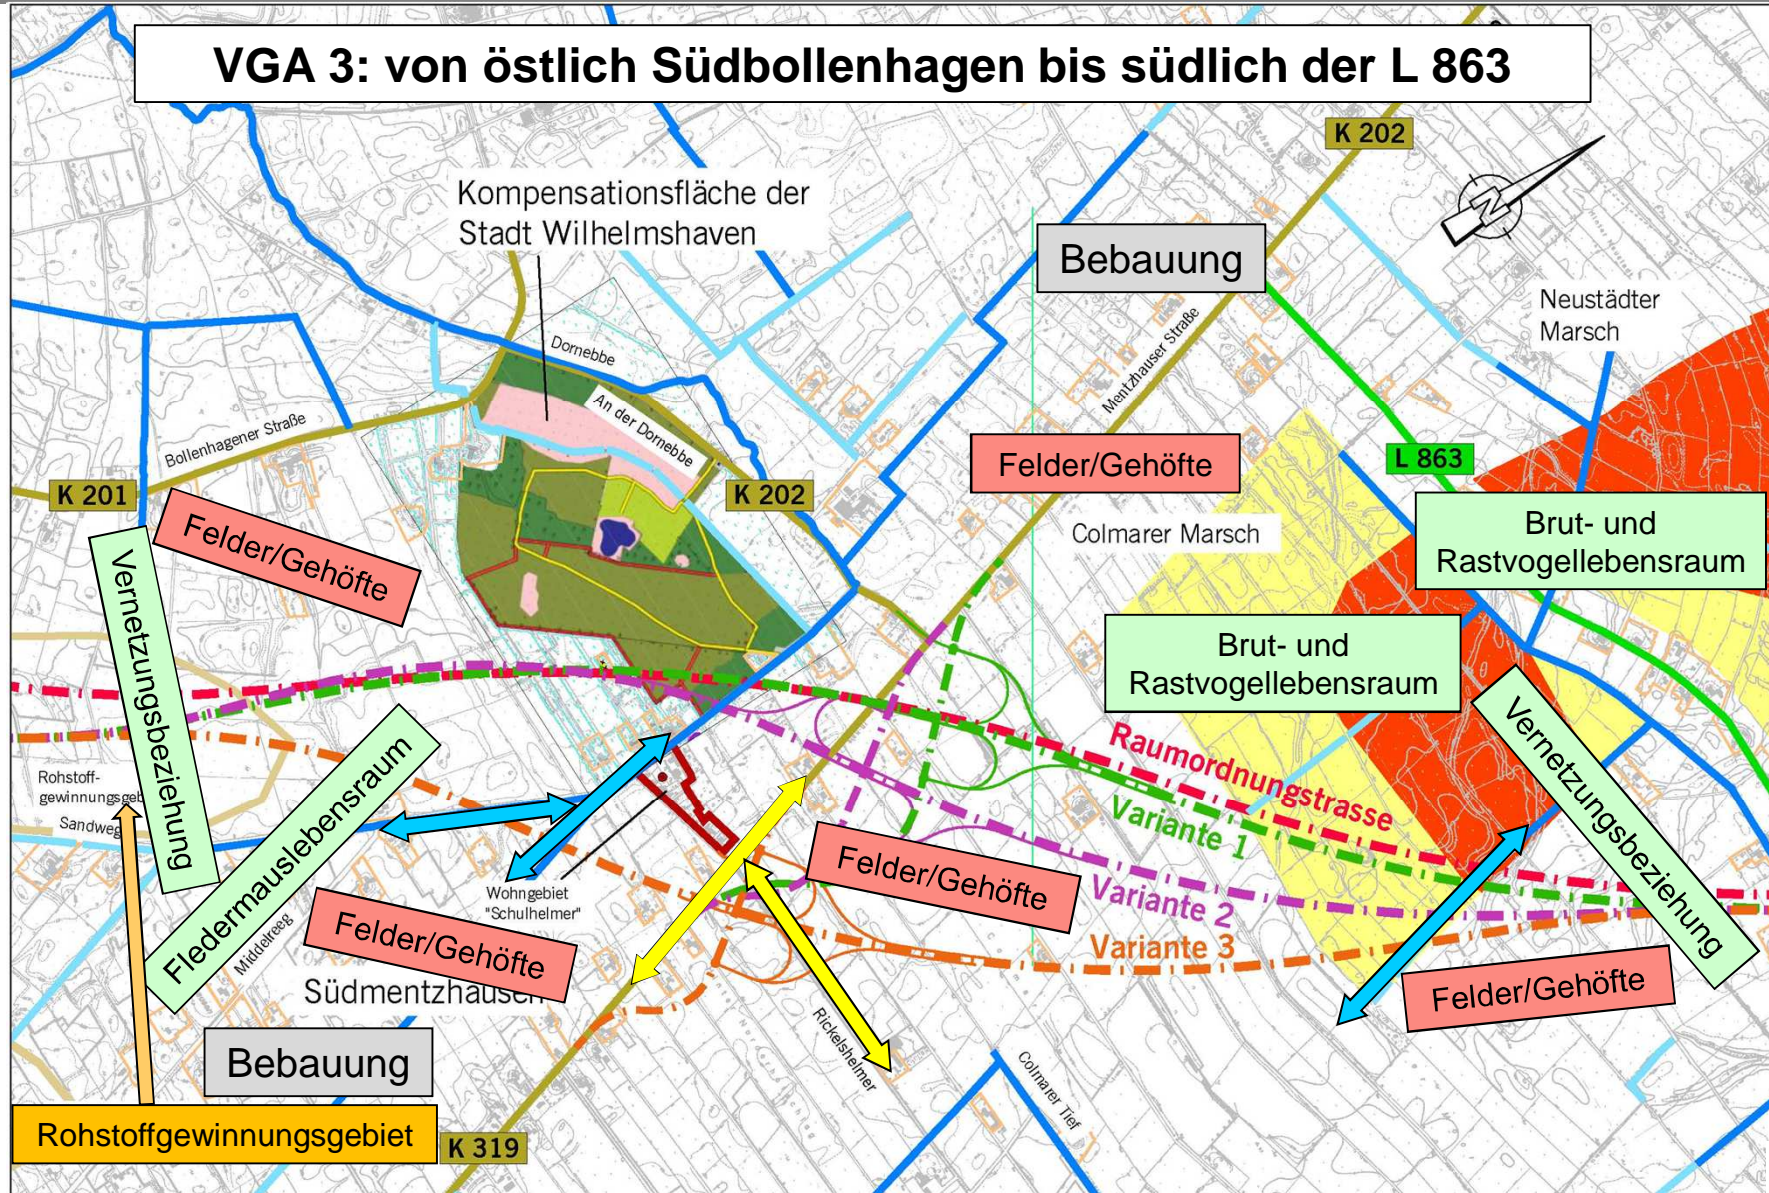 VGA 3: von östlich Südbollenhagen bis südlich der L 863
K 202
Kompensationsfläche der
Stadt Wilhelmshaven
N
Bebauung
Neustädter
Marsch
Dornebbe
Mentzhauser Straße
An der Dornebbe
Bollenhagener Straße
Felder/Gehöfte
L 863
K 201
K 202
Felder/Gehöfte
Colmarer Marsch
Brut- und
Rastvogellebensraum
Vernetzungsbeziehung
Brut- und
Rastvogellebensraum
Vernetzungsbeziehung
Raumordnungstrasse
Variante 1
Rohstoff-
gewinnungsgeb
Sandweg
Fledermauslebensraum
Felder/Gehöfte
Variante 2
Wohngebiet
"Schulhelmer"
Felder/Gehöfte
Variante 3
Middelreeg
Südmentzhausen
Felder/Gehöfte
Rickelshelmer
Colmarer Tief
Bebauung
Rohstoffgewinnungsgebiet
K 319